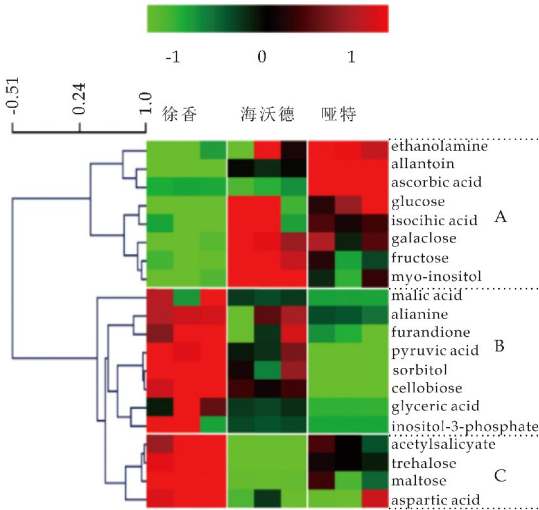 -1 0 1
-0.51 0.24 1.0
徐香 海沃德 哑特
ethanolamine
allantoin
ascorbic acid
glucose
isocihic acid
galaclose
fructose
myo-inositol
A
malic acid
alianine
furandione
pyruvic acid
sorbitol
cellobiose
glyceric acid
inositol-3-phosphate
B
acetylsalicyate
trehalose
maltose
aspartic acid
C